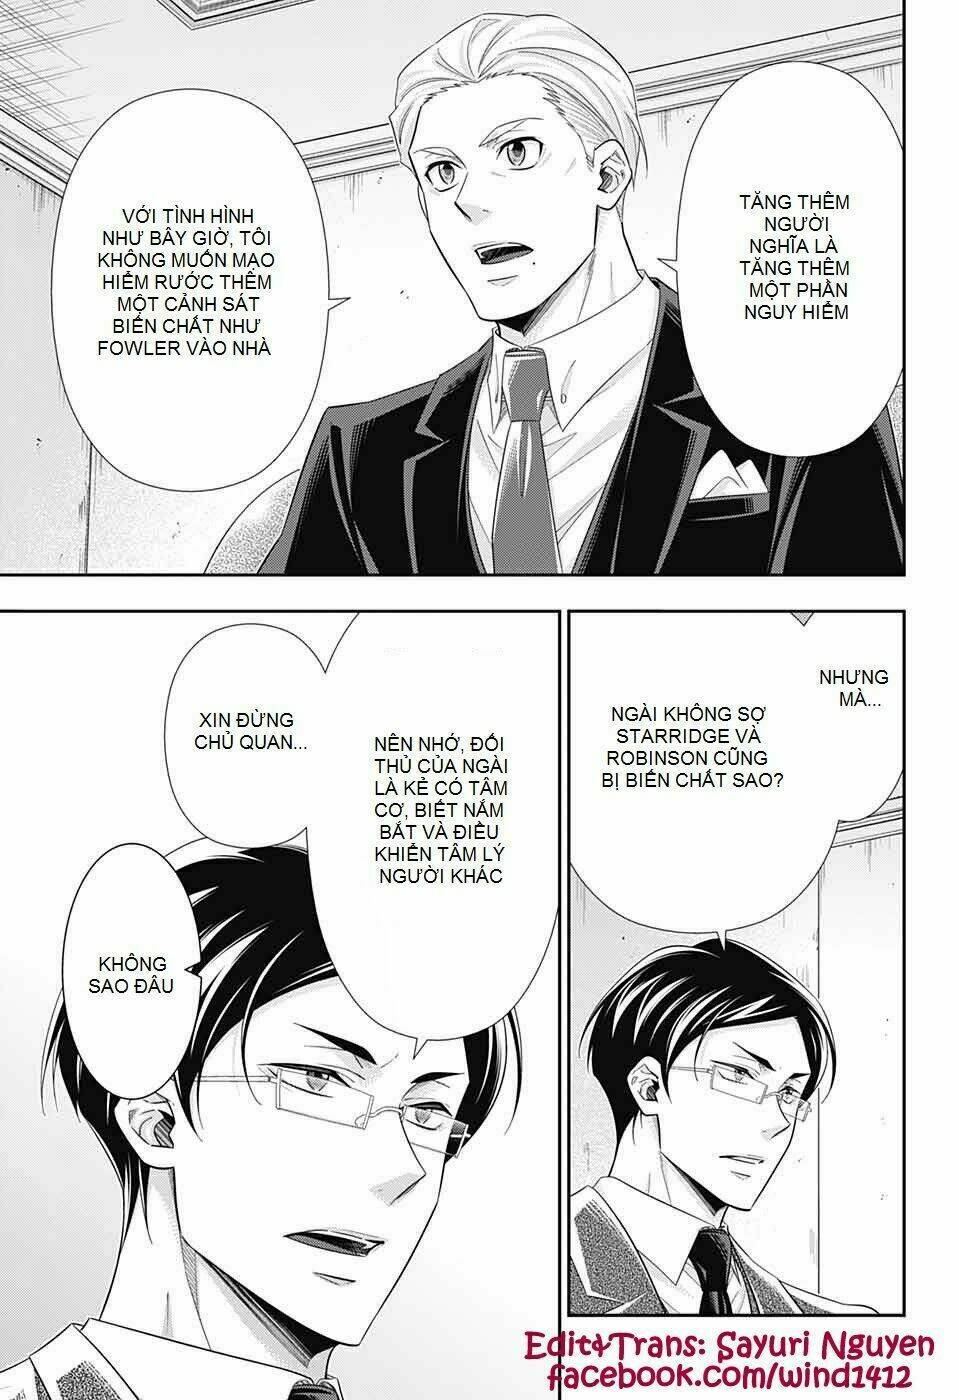 TĂNG THÊM
NGƯỜI
NGHĨA LÀ
TĂNG THÊM
MỘT PHẦN
NGUY HIỂM
VỚI TÌNH HÌNH
NHƯ BÂY GIỜ, TÔI
KHÔNG MUỐN MẠO
HIỂM RƯỚC THÊM
MỘT CẢNH SÁT
BIẾN CHẤT NHƯ
FOWLER VÀO NHÀ
NHƯNG
MÀ...
NGÀI KHÔNG SỢ
STARRIDGE VÀ
ROBINSON CŨNG
BỊ BIẾN CHẤT SAO?
NÊN NHỚ, ĐỐI
THỦ CỦA NGÀI
LÀ KẺ CÓ TÂM
CƠ, BIẾT NẮM
BẮT VÀ ĐIỀU
KHIỂN TÂM LÝ
NGƯỜI KHÁC
XIN ĐỪNG
CHỦ QUAN...
KHÔNG
SAO ĐÂU
Edit&Trans: Sayuri Nguyen
facebook.com/wind1412